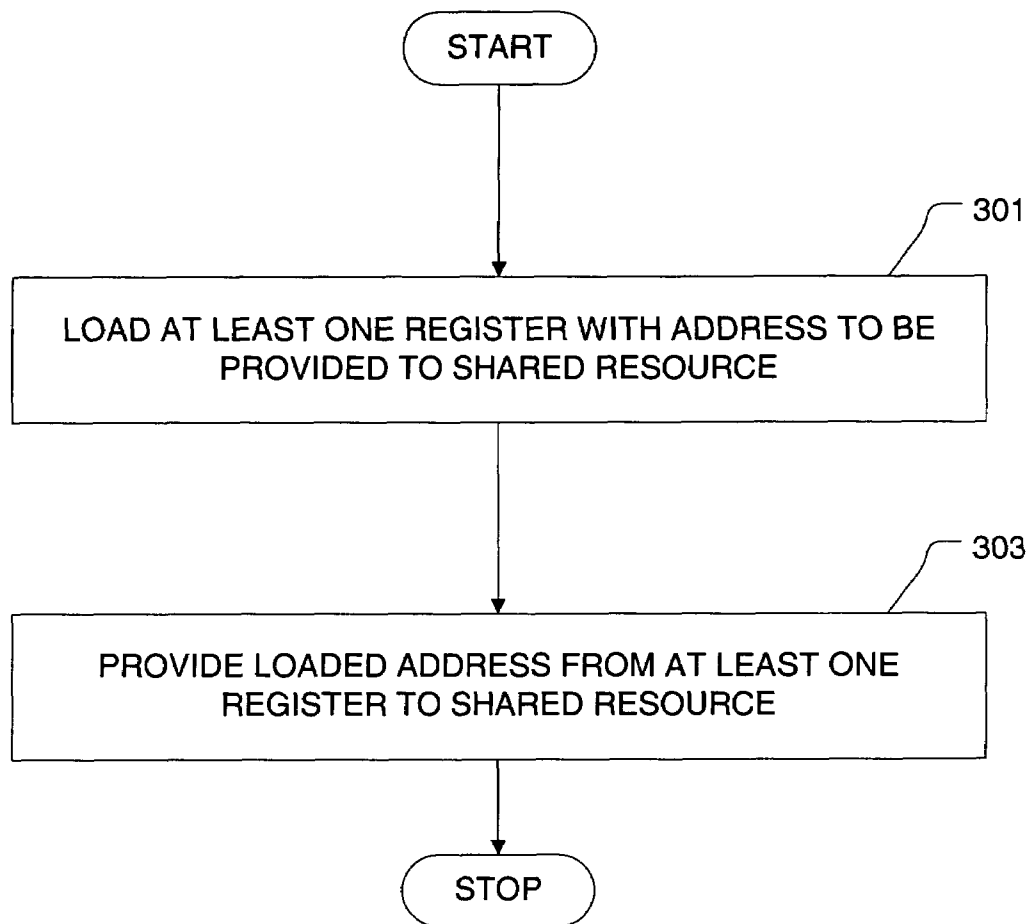 START
301
LOAD AT LEAST ONE REGISTER WITH ADDRESS TO BE
PROVIDED TO SHARED RESOURCE
303
PROVIDE LOADED ADDRESS FROM AT LEAST ONE
REGISTER TO SHARED RESOURCE
STOP